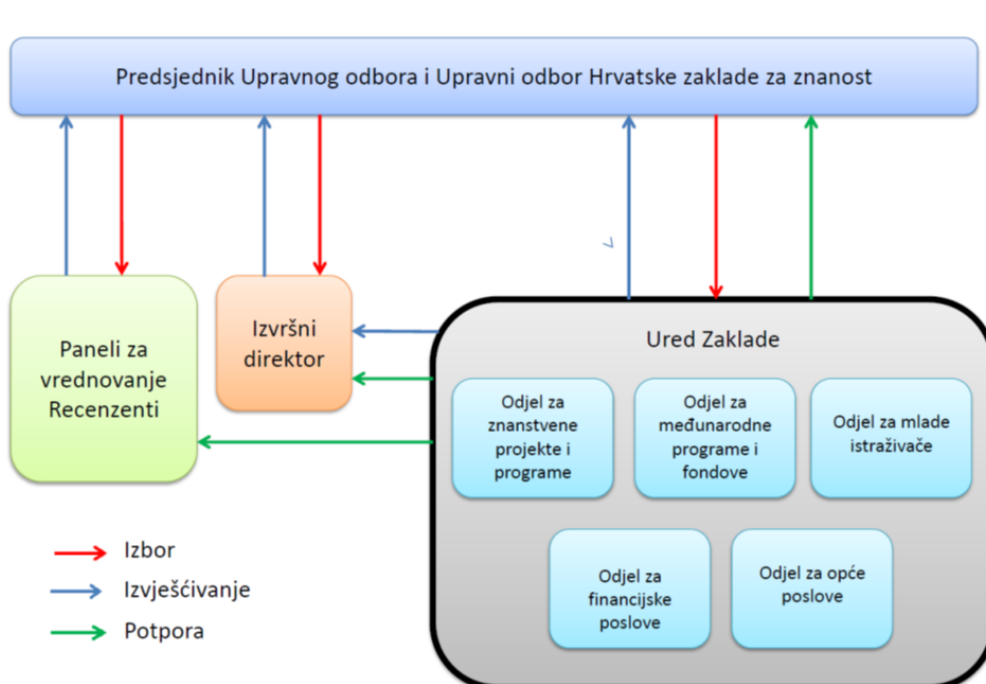 Predsjednik Upravnog odbora i Upravni odbor Hrvatske zaklade za znanost
Paneli za
vrednovanje
Recenzenti
Izvršni
direktor
Ured Zaklade
Odjel za
znanstvene
projekte i
programe
Odjel za
međunarodne
programe i
fondove
Odjel za mlade
istraživače
Odjel za
financijske
poslove
Odjel za opće
poslove
Izbor
Izvješćivanje
Potpora